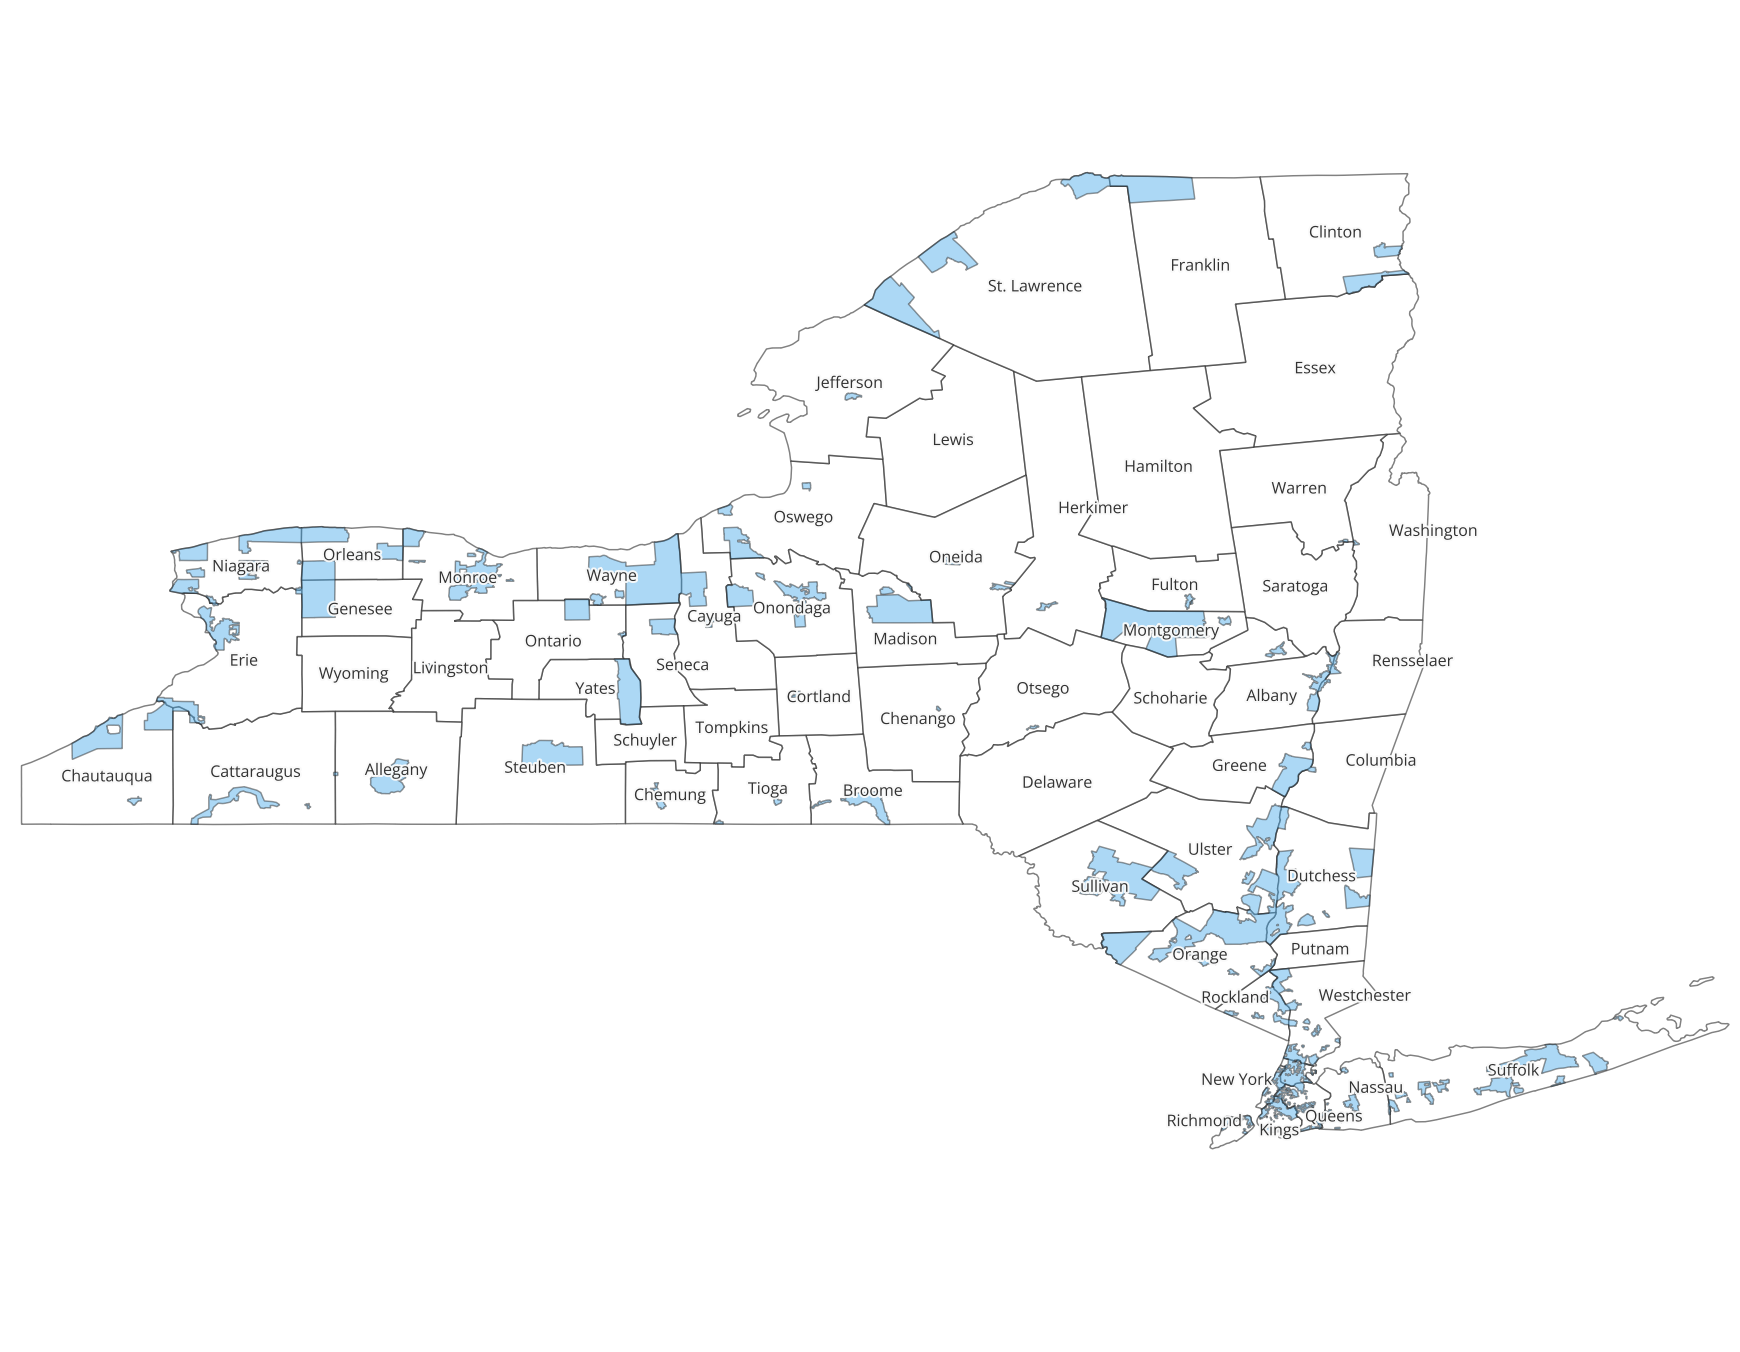 Clinton
Franklin
St. Lawrence
Essex
Jefferson
Lewis
Hamilton
Warren
Herkimer
Oswego
Washington
Oneida
Orleans
Niagara
Monroe
Wayne
Fulton
Saratoga
Genesee
Onondaga
Cayuga
Montgomery
Madison
Ontario
Erie
Seneca
Livingston
Wyoming
Rensselaer
Yates
Otsego
Cortland
Schoharie
Albany
Chenango
Tompkins
Schuyler
Columbia
Greene
Steuben
Allegany
Cattaraugus
Chautauqua
Delaware
Tioga
Broome
Chemung
Ulster
Dutchess
Sullivan
Putnam
Orange
Rockland
Westchester
Suffolk
New York
Nassau
Queens
Richmond
Kings